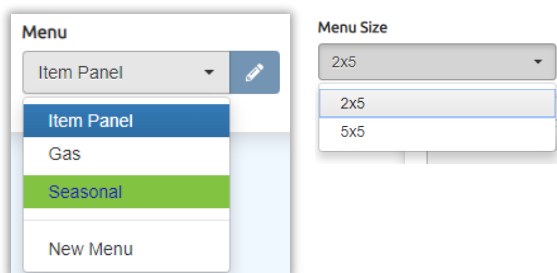 Menu
Item Panel
Item Panel
Gas
Seasonal
New Menu
Menu Size
2x5
2x5
5x5